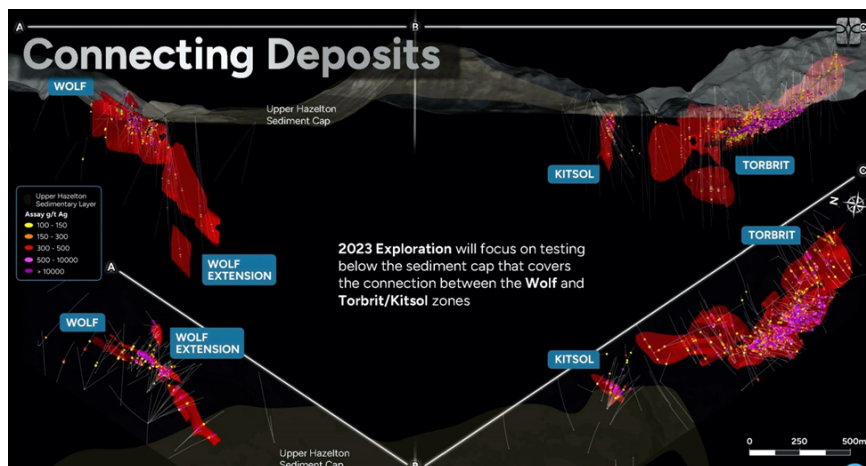 A
B
C
Connecting Deposits
WOLF
Upper Hazelton
Sediment Cap
KITSOL
TORBRIT
Upper Hazelton
Sedimentary Layer
Assay g/t Ag
100 - 150
150 - 300
300 - 500
500 - 10000
> 10000
WOLF
EXTENSION
2023 Exploration will focus on testing
below the sediment cap that covers
the connection between the Wolf and
Torbrit/Kitsol zones
C
N
TORBRIT
A
WOLF
WOLF
EXTENSION
KITSOL
0 250 500m
Upper Hazelton
Sediment Cap
B